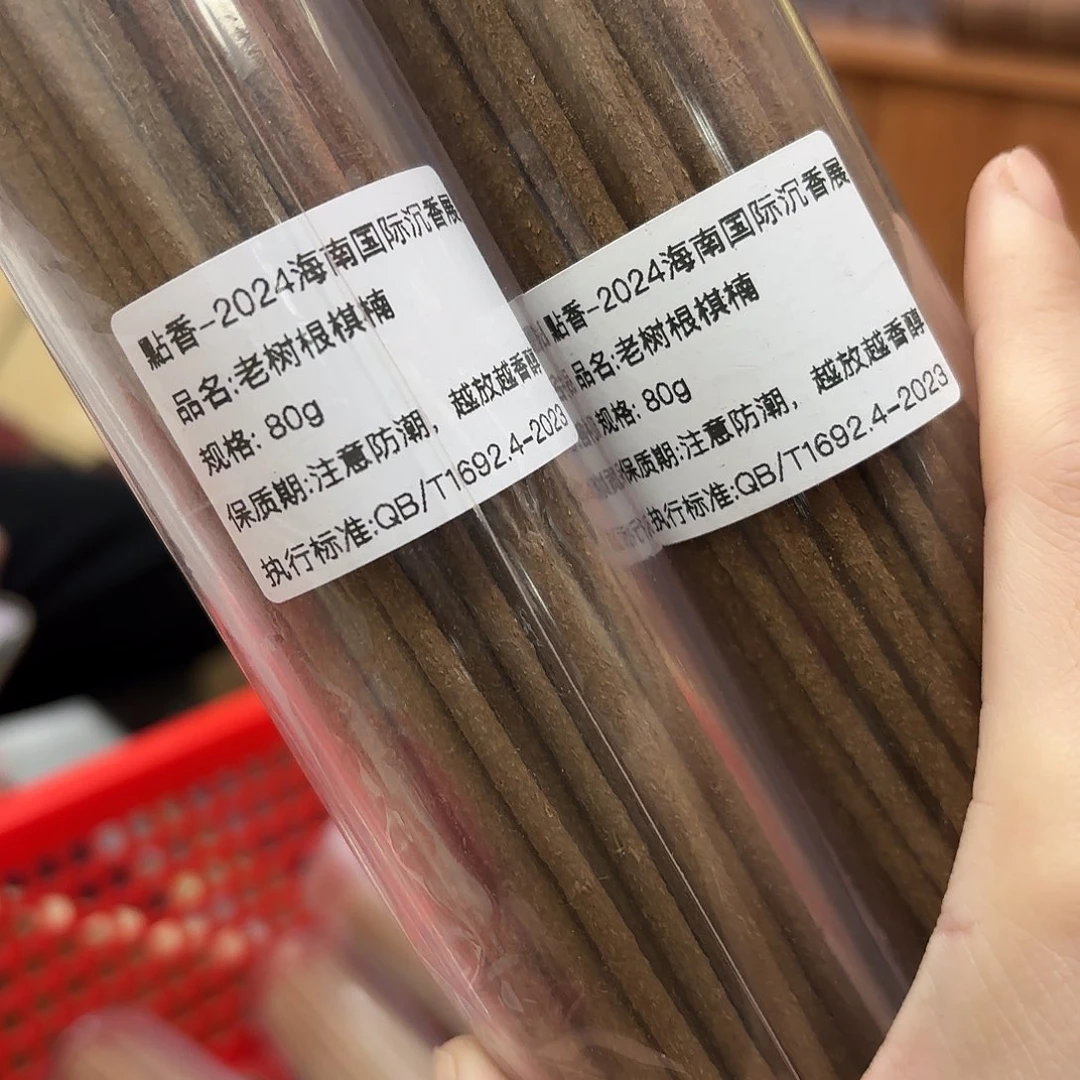 點香-2024海南国际沉香展
品名:老树根棋楠
规格: 80g
保质期:注意防潮， 越放越香醇
执行标准:QB/T1692.4-2023
點香-2024海南国际沉香展
品名:老树根棋楠
规格: 80g
保质期:注意防潮， 越放越香醇
执行标准:QB/T1692.4-2023